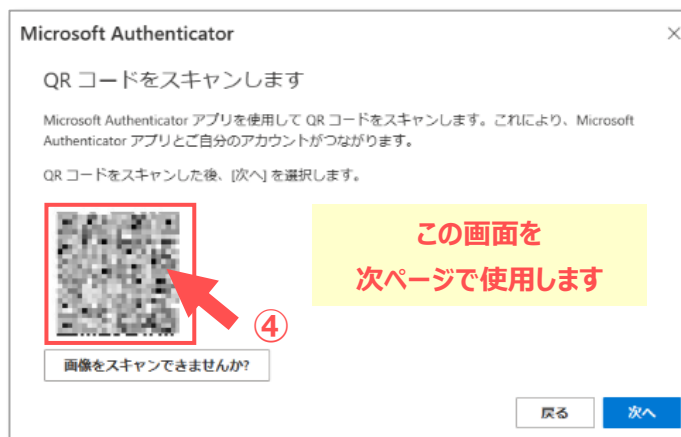 Microsoft Authenticator
QR コードをスキャンします
Microsoft Authenticator アプリを使用して QR コードをスキャンします。これにより、Microsoft
Authenticator アプリとご自分のアカウントがつながります。
QR コードをスキャンした後、[次へ] を選択します。
この画面を
次ページで使用します
④
画像をスキャンできませんか?
戻る
次へ